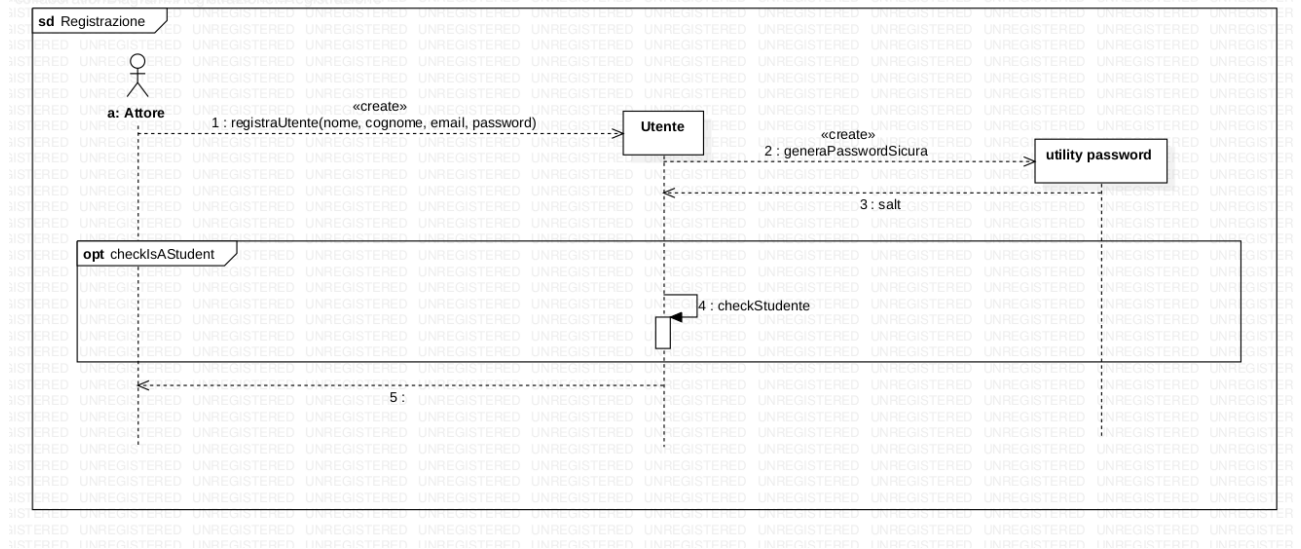 sd Registrazione
a: Attore
«create»
1 : registraUtente(nome, cognome, email, password)
Utente
«create»
2 : generaPasswordSicura
utility password
3 : salt
opt checkIsAStudent
4 : checkStudente
5 :
UNREGISTERED